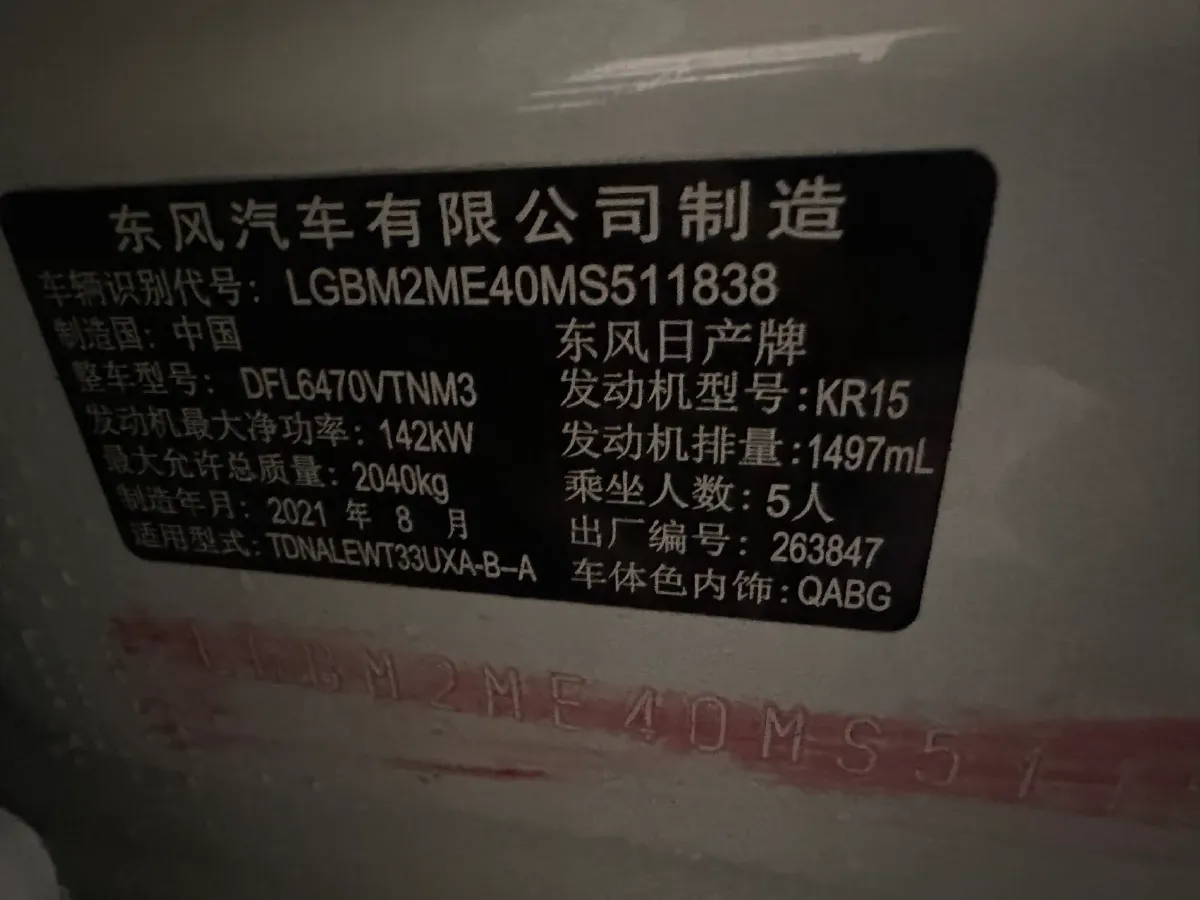 东风汽车有限公司制造
车辆识别代号: LGBM2ME40MS511838
制造国: 中国 东风日产牌
整车型号: DFL6470VTNM3 发动机型号:KR15
发动机最大净功率: 142kW 发动机排量:1497mL
最大允许总质量: 2040kg 乘坐人数: 5人
制造年月: 2021 年 8 月 出厂编号: 263847
适用型式: TDNALEWT33UXA-B-A 车体色内饰: QABG
LGBM2ME40MS511